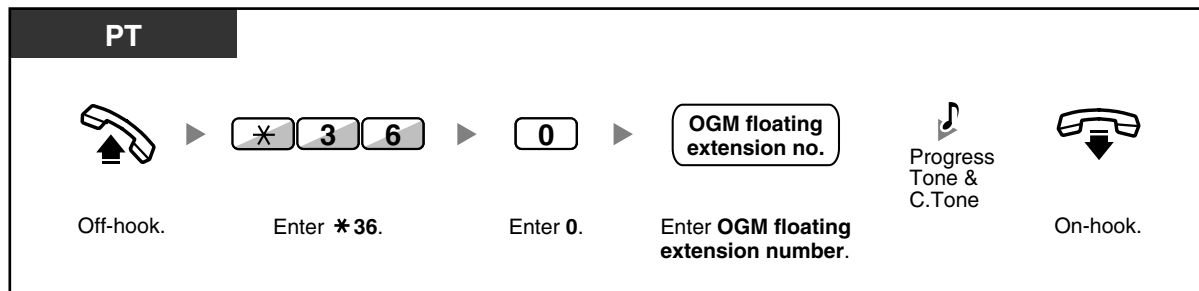 PT
✳ 3 6
0
OGM floating
extension no.
Progress
Tone &
C.Tone
Off-hook.
Enter ✳36.
Enter 0.
Enter OGM floating
extension number.
On-hook.